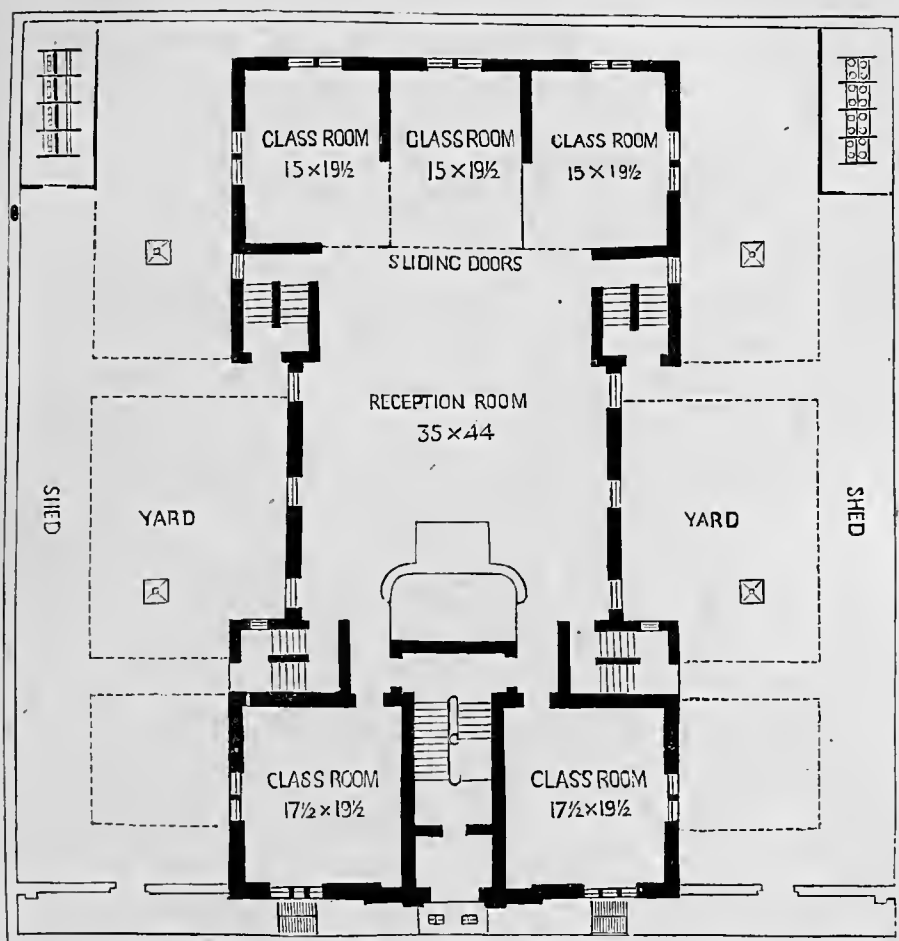 CLASS ROOM
15 × 19½
CLASS ROOM
15 × 19½
CLASS ROOM
15 × 19½
SLIDING DOORS
RECEPTION ROOM
35 × 44
SHED
YARD
YARD
SHED
CLASS ROOM
17½ × 19½
CLASS ROOM
17½ × 19½